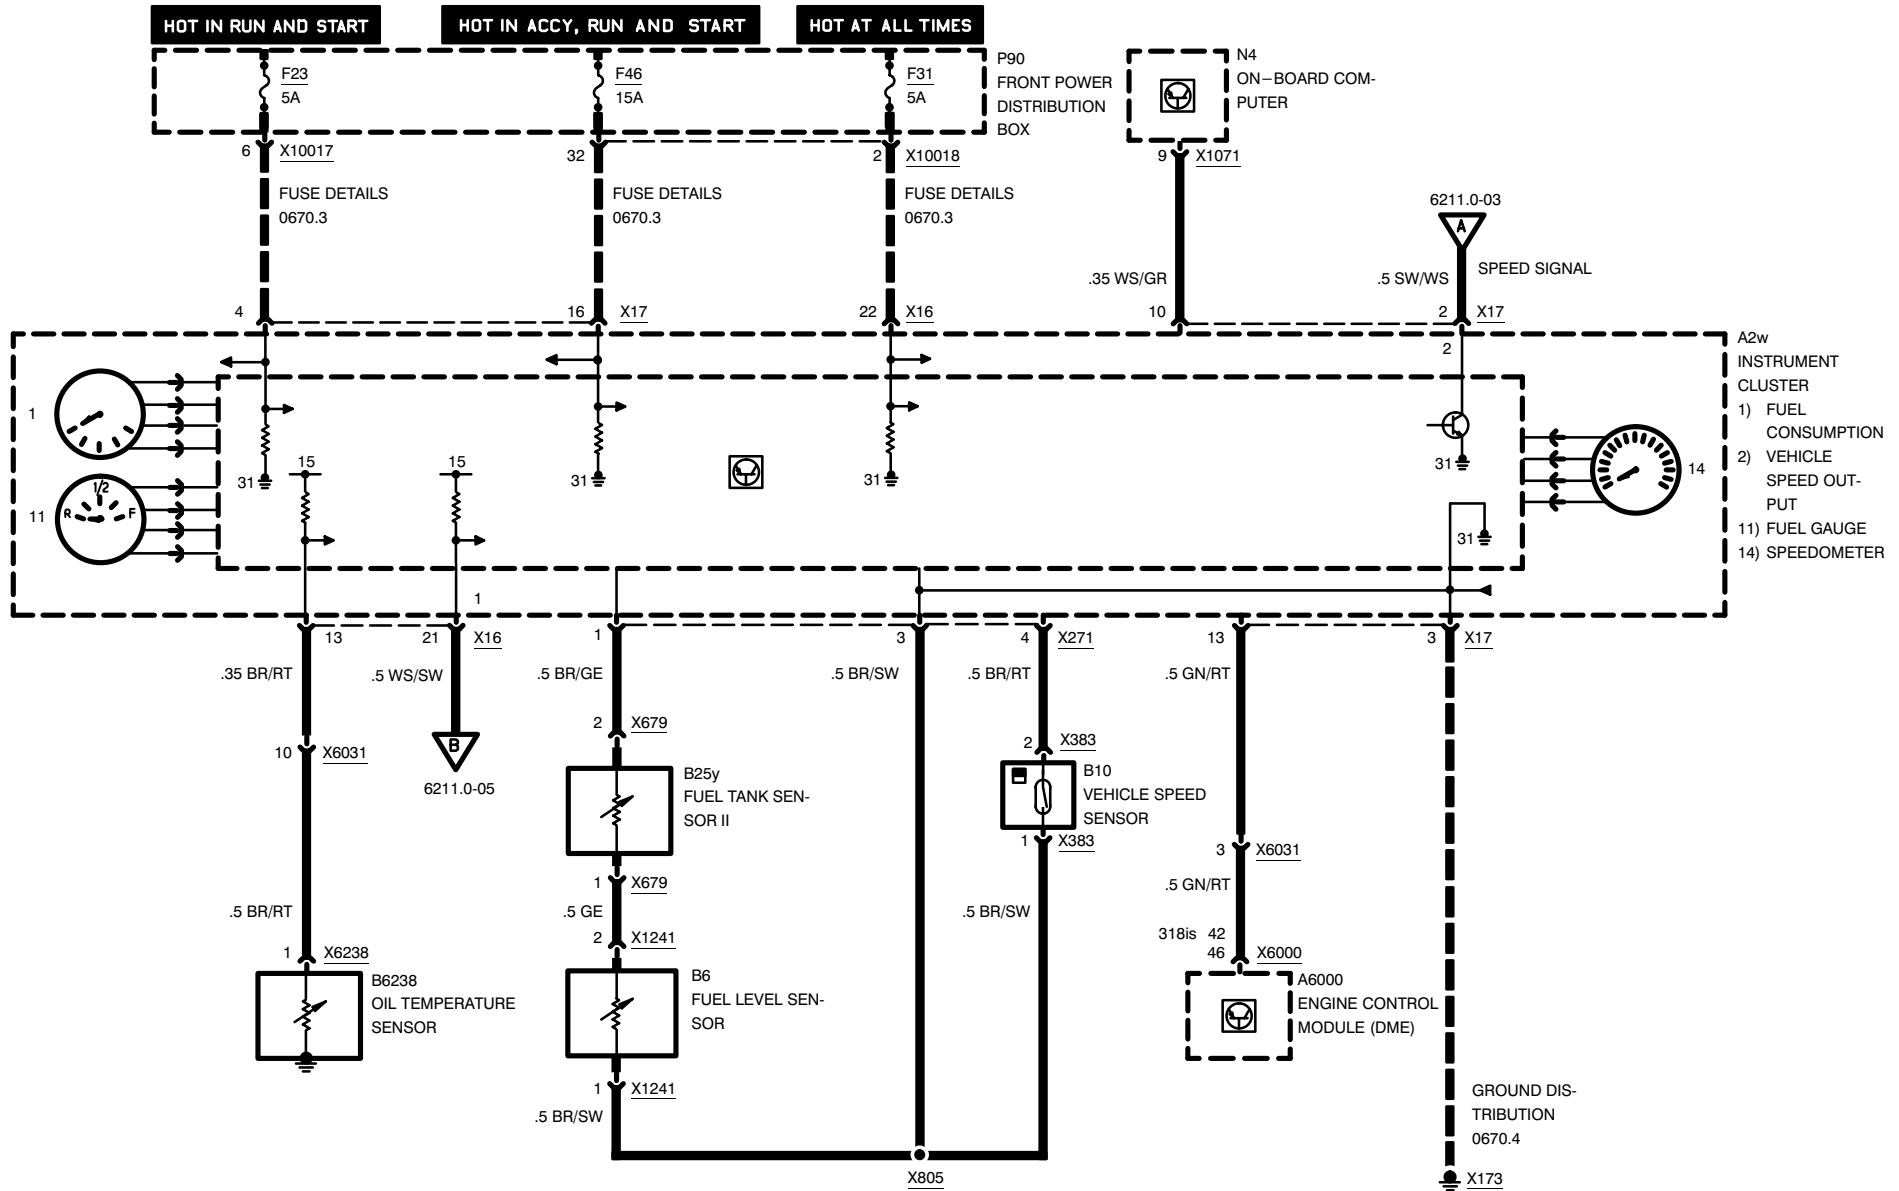 HOT IN RUN AND START
HOT IN ACCY, RUN AND START
HOT AT ALL TIMES
F23
5A
F46
15A
F31
5A
P90
FRONT POWER
DISTRIBUTION
BOX
N4
ON–BOARD COM-
PUTER
6 X10017
32
2 X10018
9 X1071
FUSE DETAILS
0670.3
FUSE DETAILS
0670.3
FUSE DETAILS
0670.3
6211.0-03
A
.35 WS/GR
.5 SW/WS
SPEED SIGNAL
4
16 X17
22 X16
10
2 X17
2
A2w
INSTRUMENT
CLUSTER
1) FUEL
CONSUMPTION
2) VEHICLE
SPEED OUT-
PUT
11) FUEL GAUGE
14) SPEEDOMETER
1
11
R 1/2 F
31
15
15
31
31
31
31
14
1
13
21 X16
1
3
4 X271
13
3 X17
.35 BR/RT
.5 WS/SW
.5 BR/GE
.5 BR/SW
.5 BR/RT
.5 GN/RT
10 X6031
B
6211.0-05
2 X679
B25y
FUEL TANK SEN-
SOR II
1 X679
2 X383
B10
VEHICLE SPEED
SENSOR
1 X383
3 X6031
.5 BR/RT
.5 GE
.5 BR/SW
.5 GN/RT
1 X6238
B6238
OIL TEMPERATURE
SENSOR
2 X1241
B6
FUEL LEVEL SEN-
SOR
1 X1241
.5 BR/SW
318is 42
46 X6000
A6000
ENGINE CONTROL
MODULE (DME)
X805
GROUND DIS-
TRIBUTION
0670.4
X173